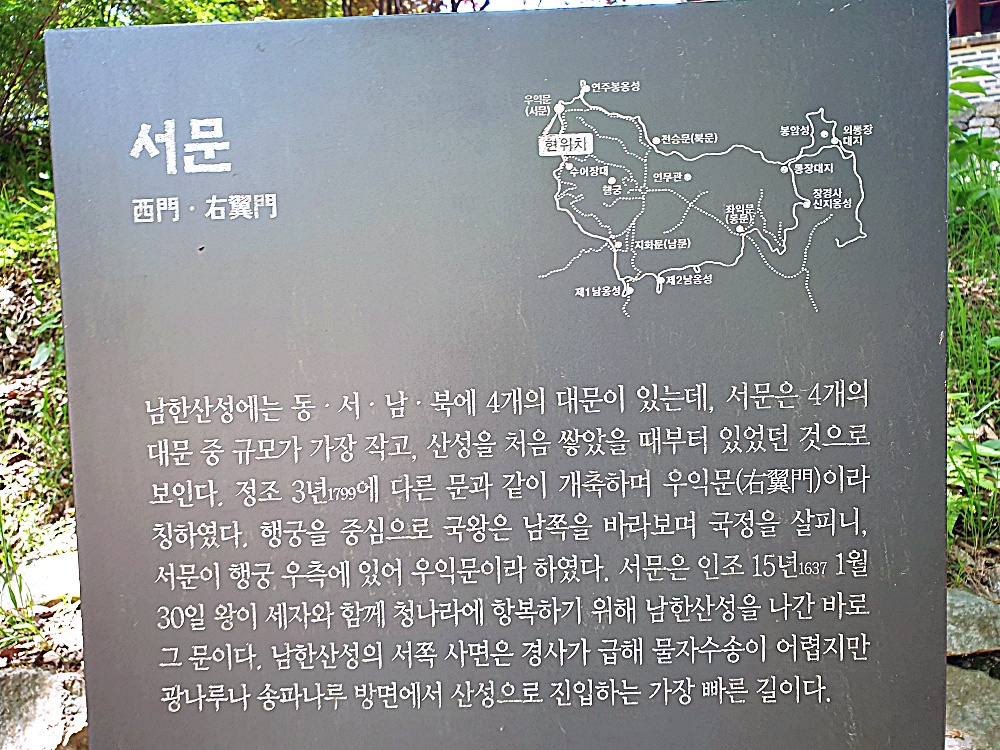 서문
西門 · 右翼門
연주봉옹성
우익문
(서문)
현위치
전승문(북문)
봉암성
외동장
대지
수어장대
행궁
연무관
동장대지
장경사
신지옹성
좌익문
(동문)
지화문(남문)
제1남옹성
제2남옹성
남한산성에는 동 · 서 · 남 · 북에 4개의 대문이 있는데, 서문은 4개의
대문 중 규모가 가장 작고, 산성을 처음 쌓았을 때부터 있었던 것으로
보인다. 정조 3년1799에 다른 문과 같이 개축하며 우익문(右翼門)이라
칭하였다. 행궁을 중심으로 국왕은 남쪽을 바라보며 국정을 살피니,
서문이 행궁 우측에 있어 우익문이라 하였다. 서문은 인조 15년1637 1월
30일 왕이 세자와 함께 청나라에 항복하기 위해 남한산성을 나간 바로
그 문이다. 남한산성의 서쪽 사면은 경사가 급해 물자수송이 어렵지만
광나루나 송파나루 방면에서 산성으로 진입하는 가장 빠른 길이다.